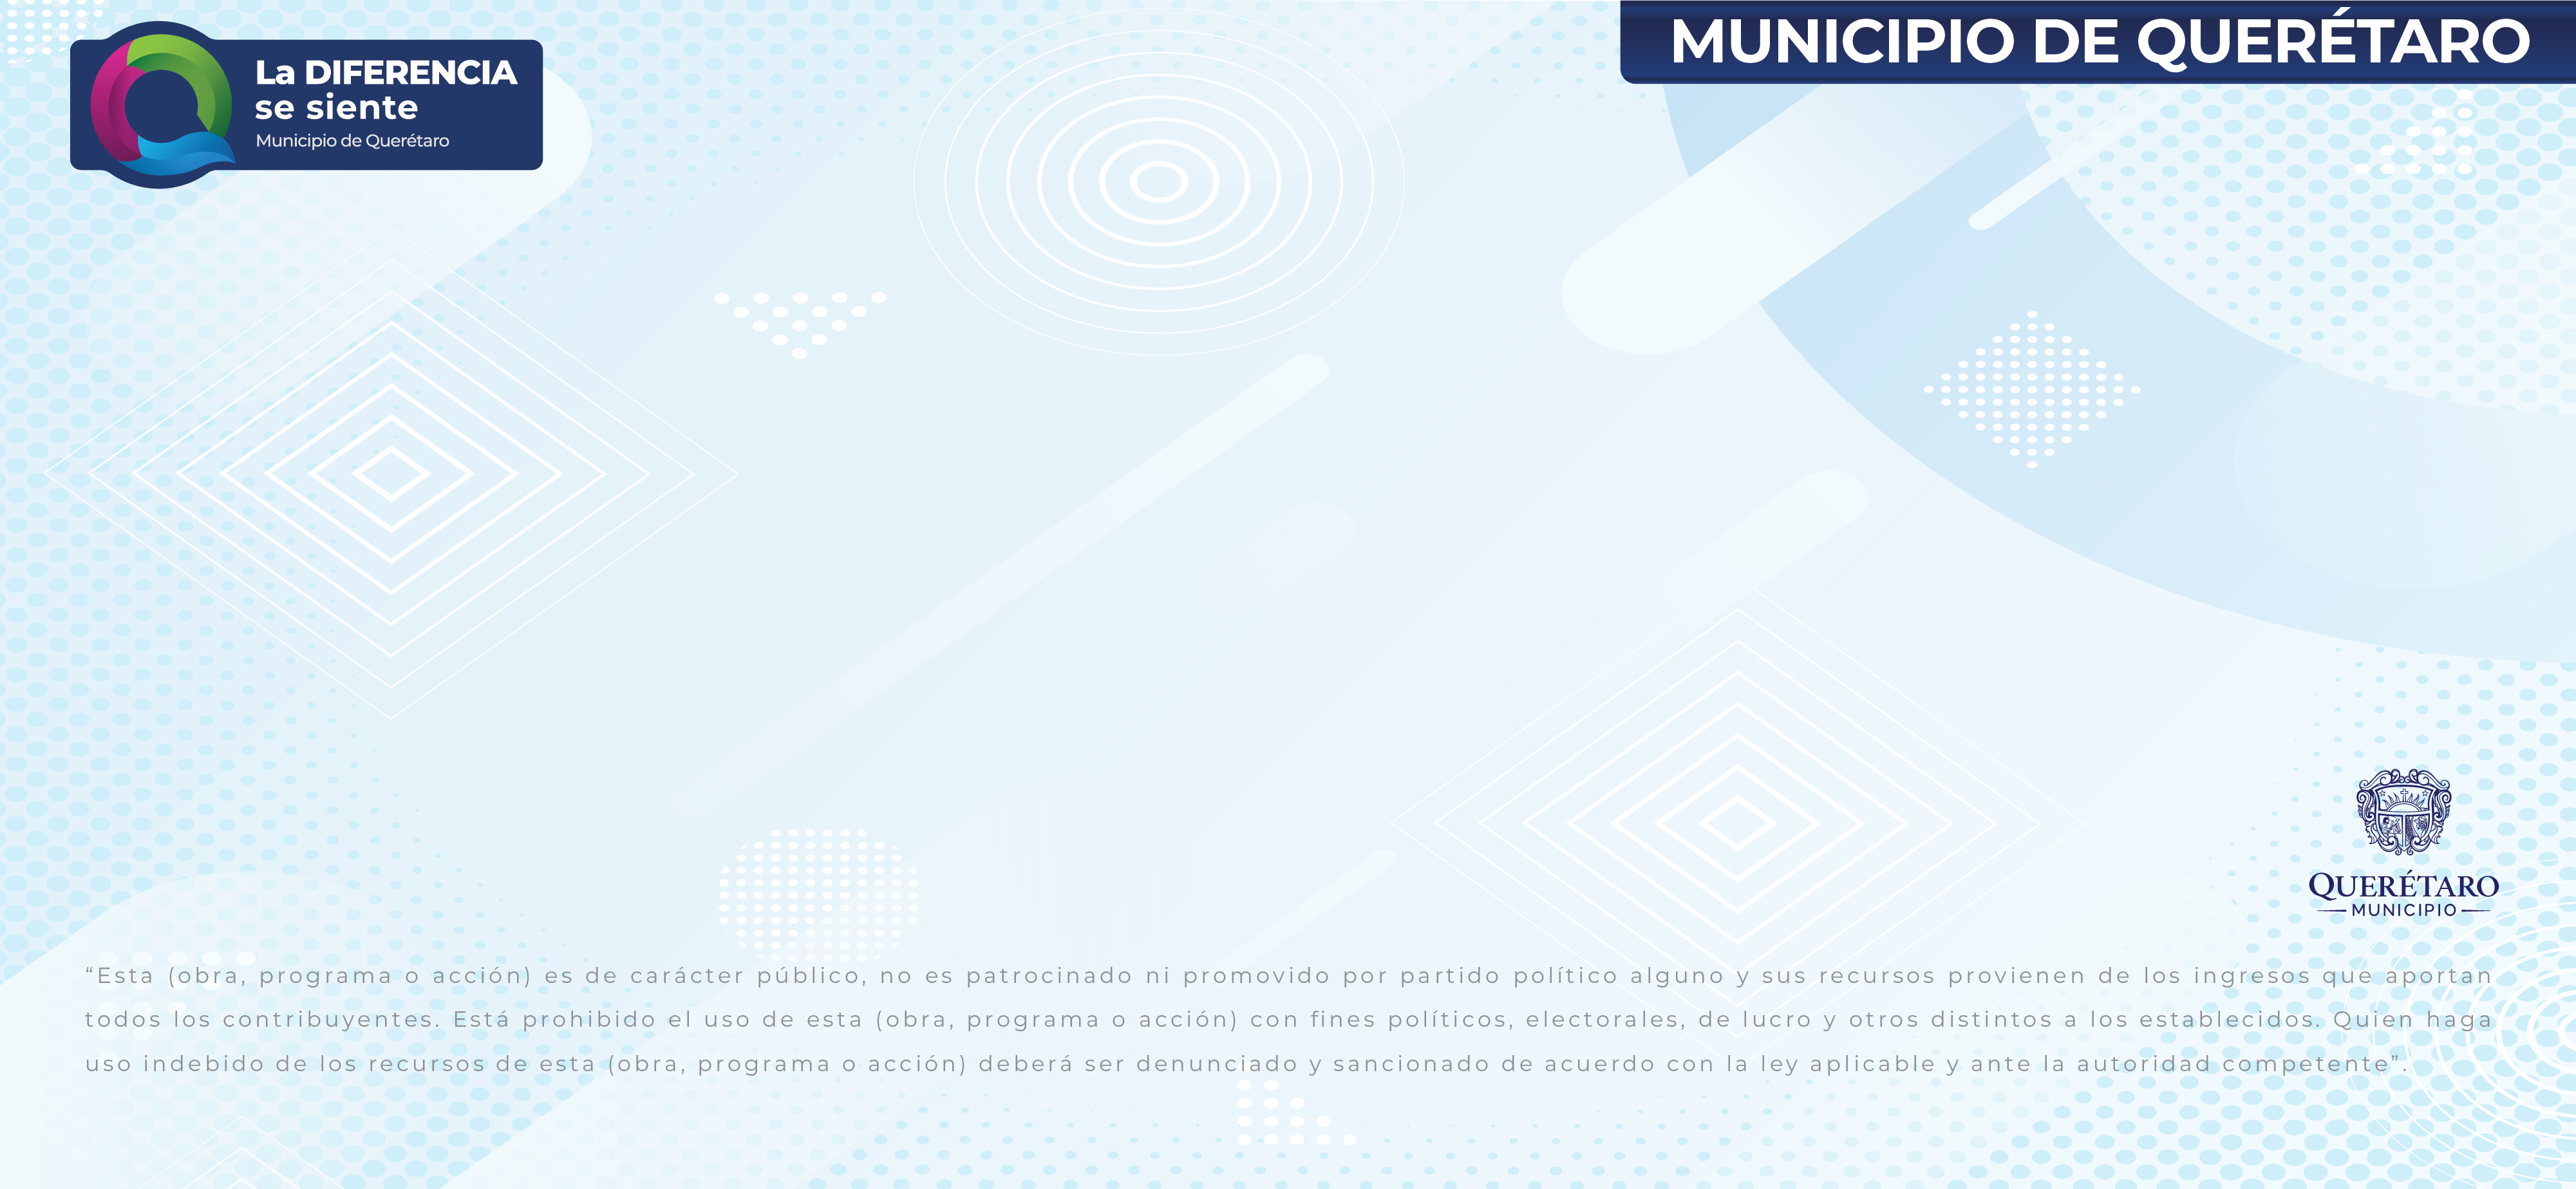 MUNICIPIO DE QUERÉTARO
La DIFERENCIA
se siente
Municipio de Querétaro
QUERÉTARO
MUNICIPIO
“Esta (obra, programa o acción) es de carácter público, no es patrocinado ni promovido por partido político alguno y sus recursos provienen de los ingresos que aportan
todos los contribuyentes. Está prohibido el uso de esta (obra, programa o acción) con fines políticos, electorales, de lucro y otros distintos a los establecidos. Quien haga
uso indebido de los recursos de esta (obra, programa o acción) deberá ser denunciado y sancionado de acuerdo con la ley aplicable y ante la autoridad competente”.